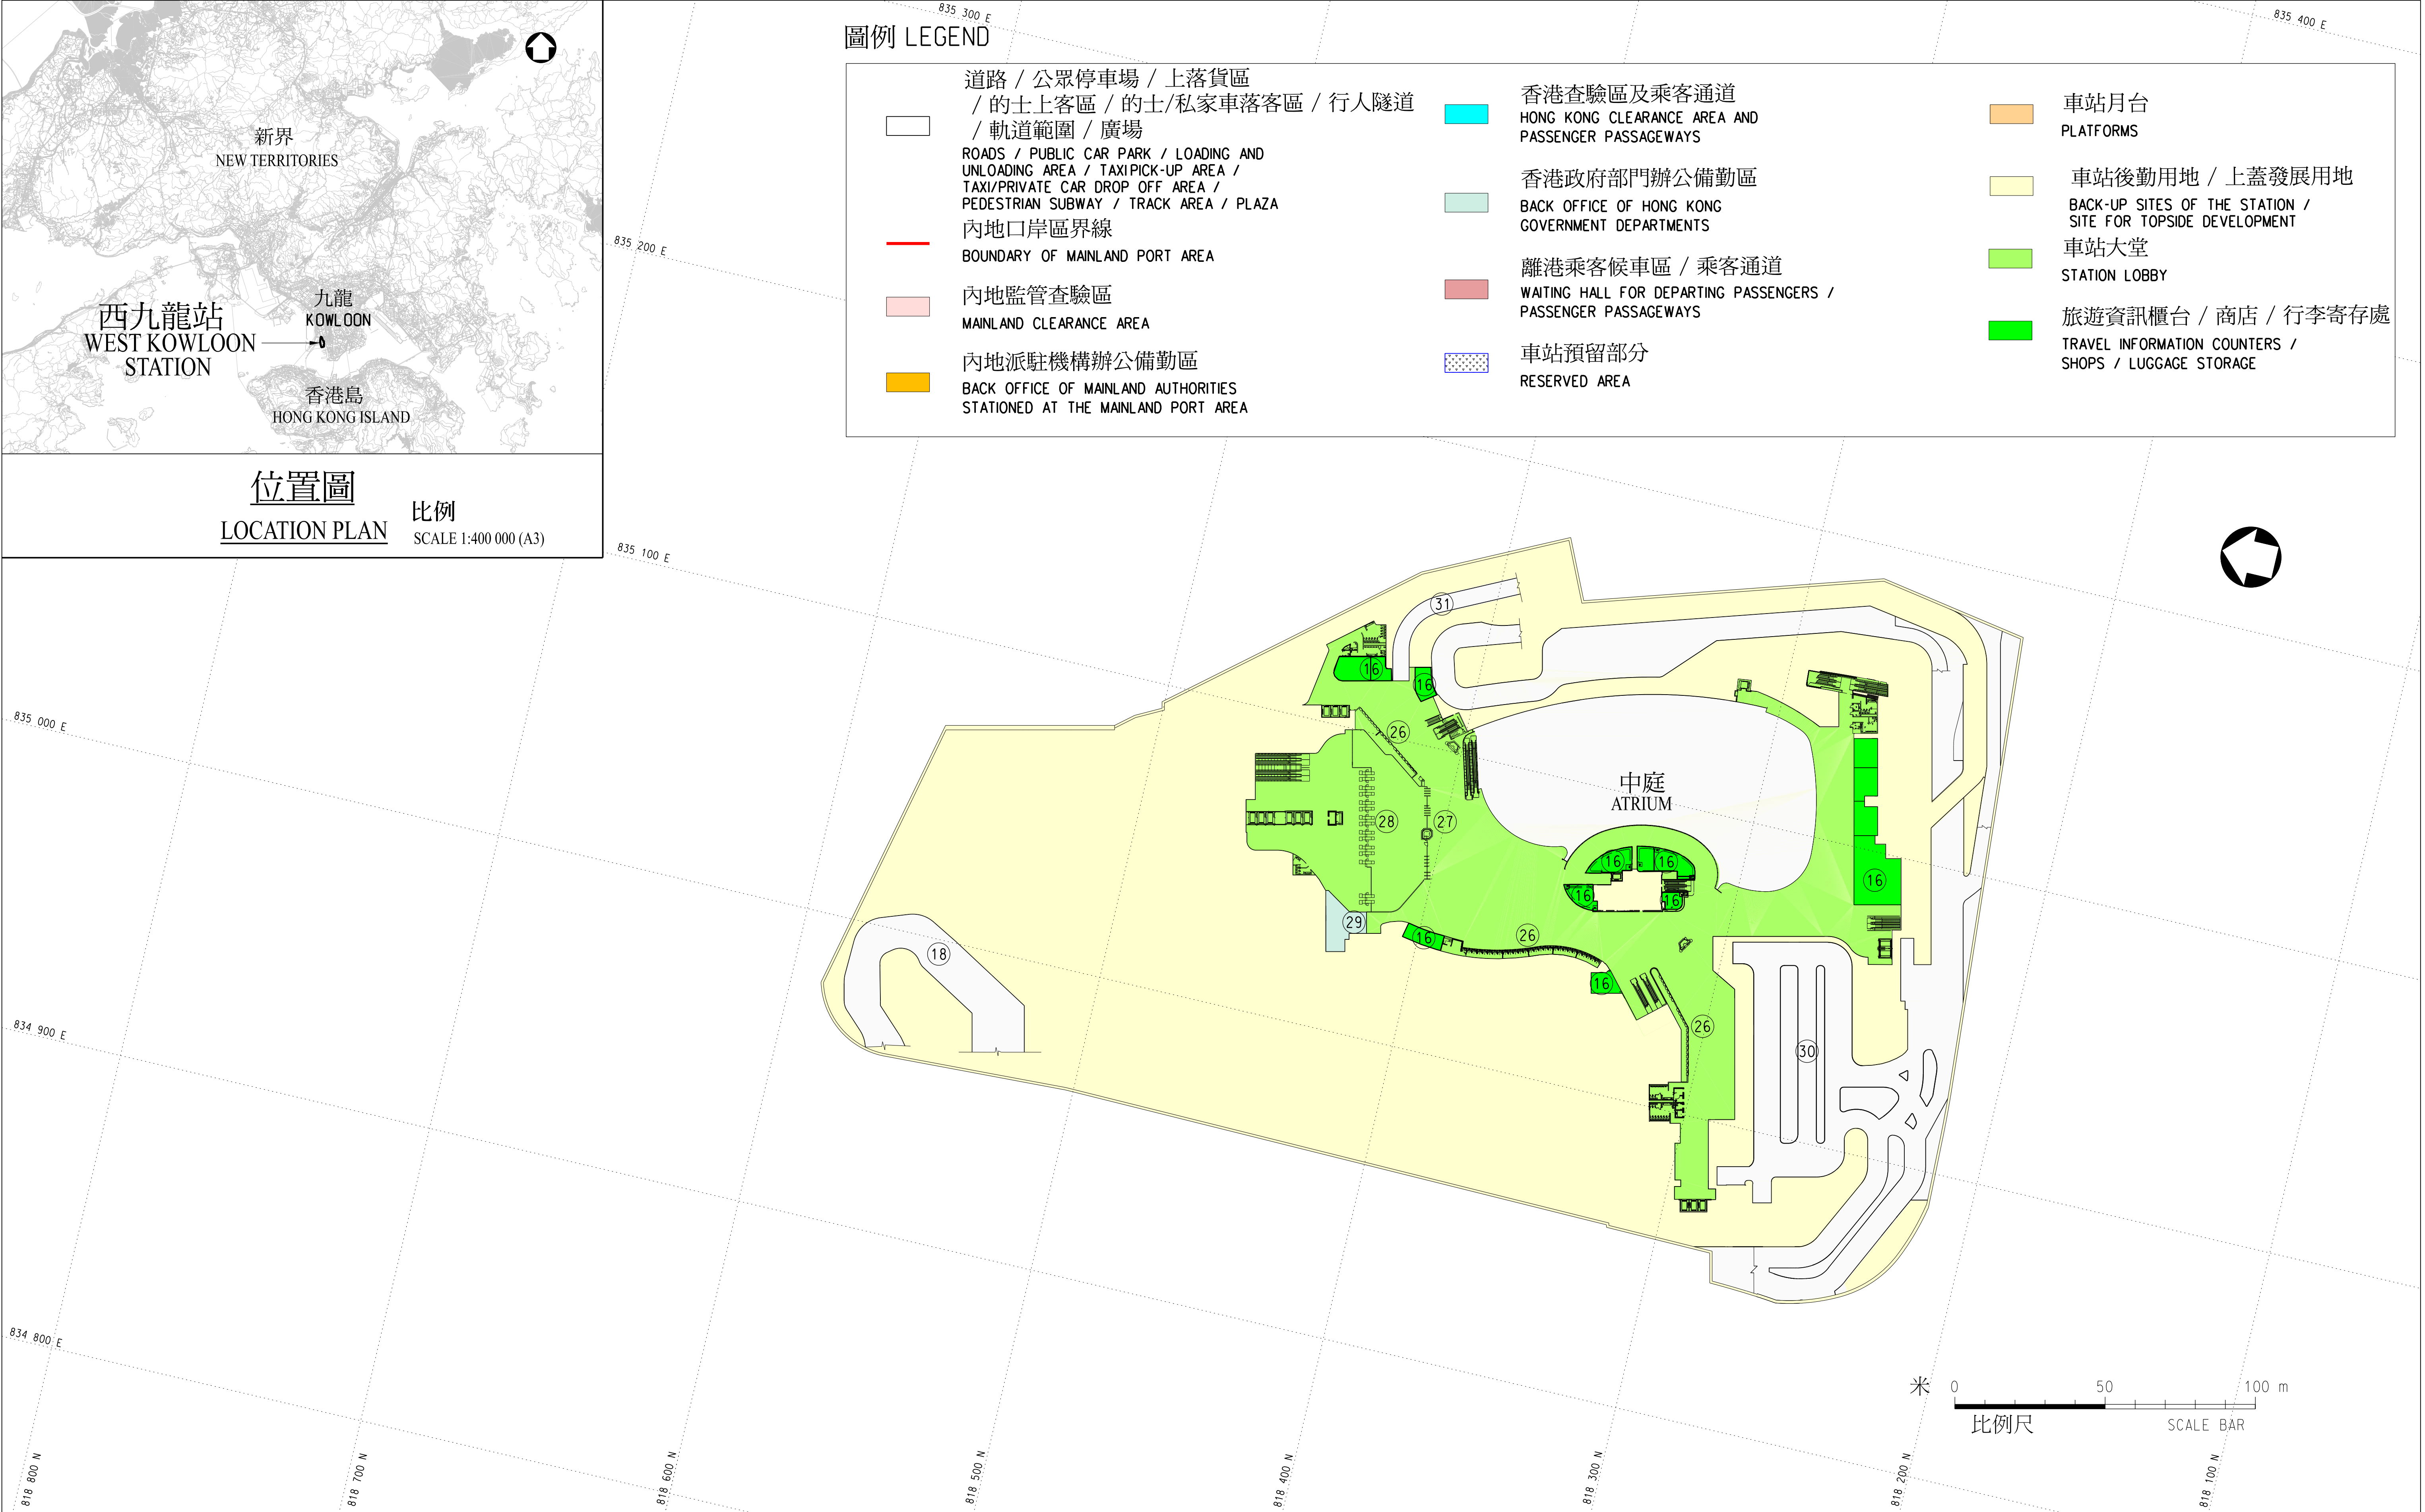 新界
NEW TERRITORIES
九龍
KOWLOON
西九龍站
WEST KOWLOON
STATION
香港島
HONG KONG ISLAND
位置圖
LOCATION PLAN
比例
SCALE 1:400 000 (A3)
圖例 LEGEND
道路 / 公眾停車場 / 上落貨區
/ 的士上客區 / 的士/私家車落客區 / 行人隧道
/ 軌道範圍 / 廣場
ROADS / PUBLIC CAR PARK / LOADING AND
UNLOADING AREA / TAXI PICK-UP AREA /
TAXI/PRIVATE CAR DROP OFF AREA /
PEDESTRIAN SUBWAY / TRACK AREA / PLAZA
內地口岸區界線
BOUNDARY OF MAINLAND PORT AREA
內地監管查驗區
MAINLAND CLEARANCE AREA
內地派駐機構辦公備勤區
BACK OFFICE OF MAINLAND AUTHORITIES
STATIONED AT THE MAINLAND PORT AREA
香港查驗區及乘客通道
HONG KONG CLEARANCE AREA AND
PASSENGER PASSAGEWAYS
香港政府部門辦公備勤區
BACK OFFICE OF HONG KONG
GOVERNMENT DEPARTMENTS
離港乘客候車區 / 乘客通道
WAITING HALL FOR DEPARTING PASSENGERS /
PASSENGER PASSAGEWAYS
車站預留部分
RESERVED AREA
車站月台
PLATFORMS
車站後勤用地 / 上蓋發展用地
BACK-UP SITES OF THE STATION /
SITE FOR TOPSIDE DEVELOPMENT
車站大堂
STATION LOBBY
旅遊資訊櫃台 / 商店 / 行李寄存處
TRAVEL INFORMATION COUNTERS /
SHOPS / LUGGAGE STORAGE
835 300 E
835 400 E
835 200 E
835 100 E
835 000 E
834 900 E
834 800 E
31
16
16
26
中庭
ATRIUM
28
27
16
16
16
16
16
29
16
26
18
16
26
30
米
0
50
100 m
比例尺
SCALE BAR
818 800 N
818 700 N
818 600 N
818 500 N
818 400 N
818 300 N
818 200 N
818 100 N